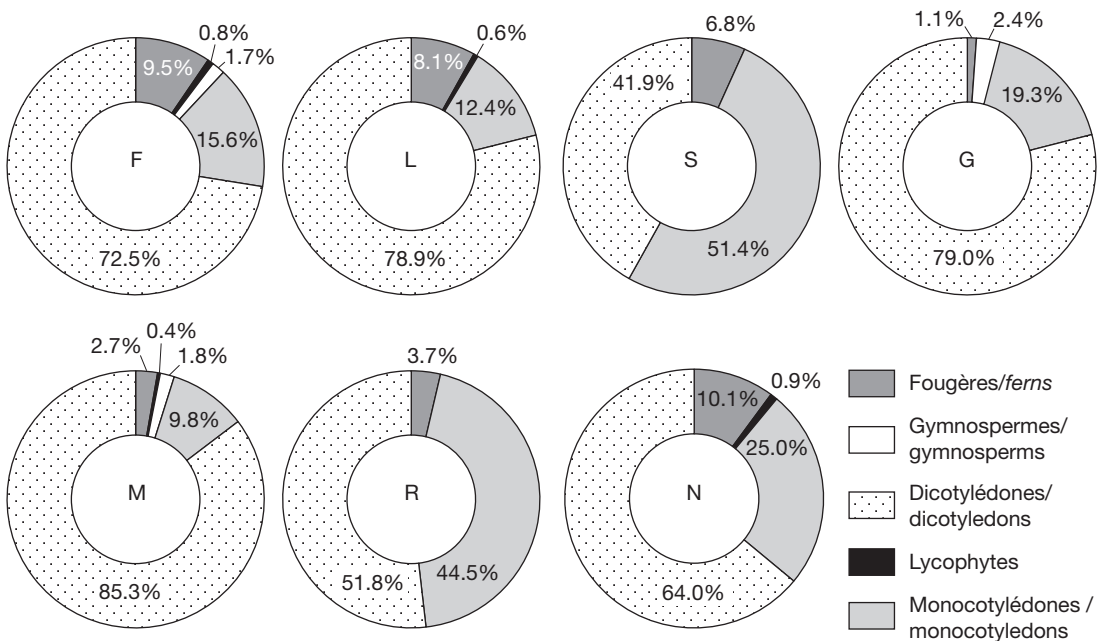 0.8%
1.7%
9.5%
15.6%
F
72.5%
0.6%
8.1%
12.4%
L
78.9%
6.8%
41.9%
S
51.4%
1.1%
2.4%
19.3%
G
79.0%
2.7%
0.4%
1.8%
9.8%
M
85.3%
3.7%
R
44.5%
51.8%
0.9%
10.1%
25.0%
N
64.0%
Fougères/ferns
Gymnospermes/
gymnosperms
Dicotylédones/
dicotyledons
Lycophytes
Monocotylédones /
monocotyledons